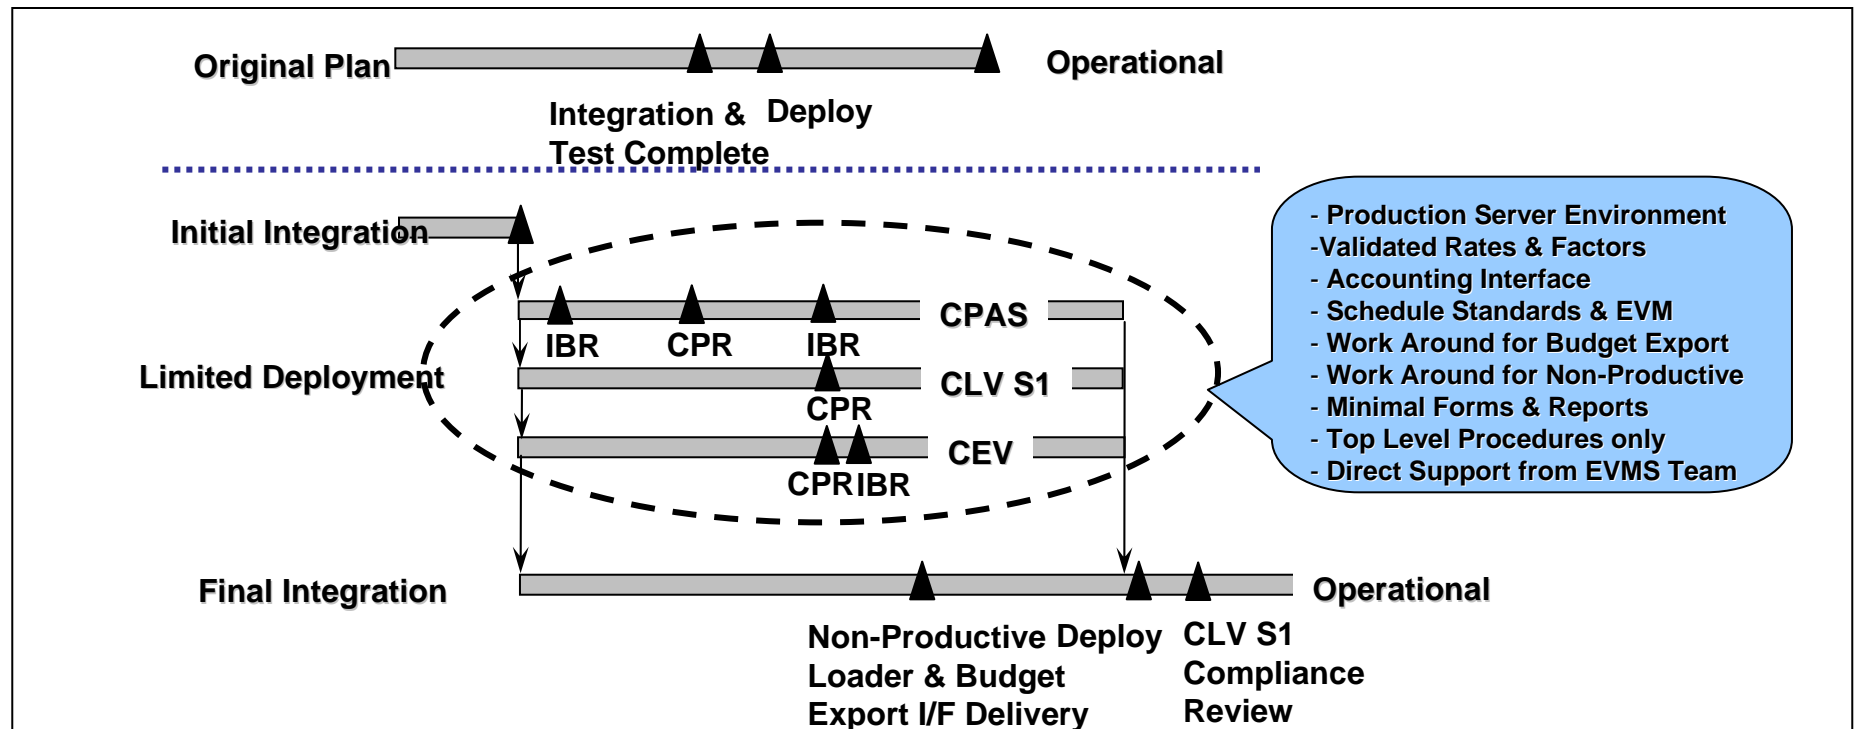 Original Plan
Operational
Integration & Deploy
Test Complete
Initial Integration
- Production Server Environment
-Validated Rates & Factors
- Accounting Interface
- Schedule Standards & EVM
- Work Around for Budget Export
- Work Around for Non-Productive
- Minimal Forms & Reports
- Top Level Procedures only
- Direct Support from EVMS Team
CPAS
IBR CPR IBR
Limited Deployment
CLV S1
CPR
CEV
CPR IBR
Final Integration
Operational
Non-Productive Deploy
Loader & Budget
Export I/F Delivery
CLV S1
Compliance
Review